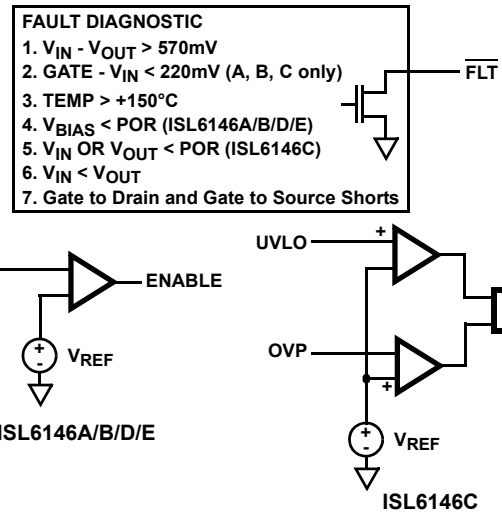 FAULT DIAGNOSTIC
1. VIN - VOUT > 570mV
2. GATE - VIN < 220mV (A, B, C only)
3. TEMP > +150°C
4. VBIAS < POR (ISL6146A/B/D/E)
5. VIN OR VOUT < POR (ISL6146C)
6. VIN < VOUT
7. Gate to Drain and Gate to Source Shorts
FLT
UVLO
+
ENABLE
+
-
VREF
OVP
+
+
-
VREF
ISL6146A/B/D/E
ISL6146C